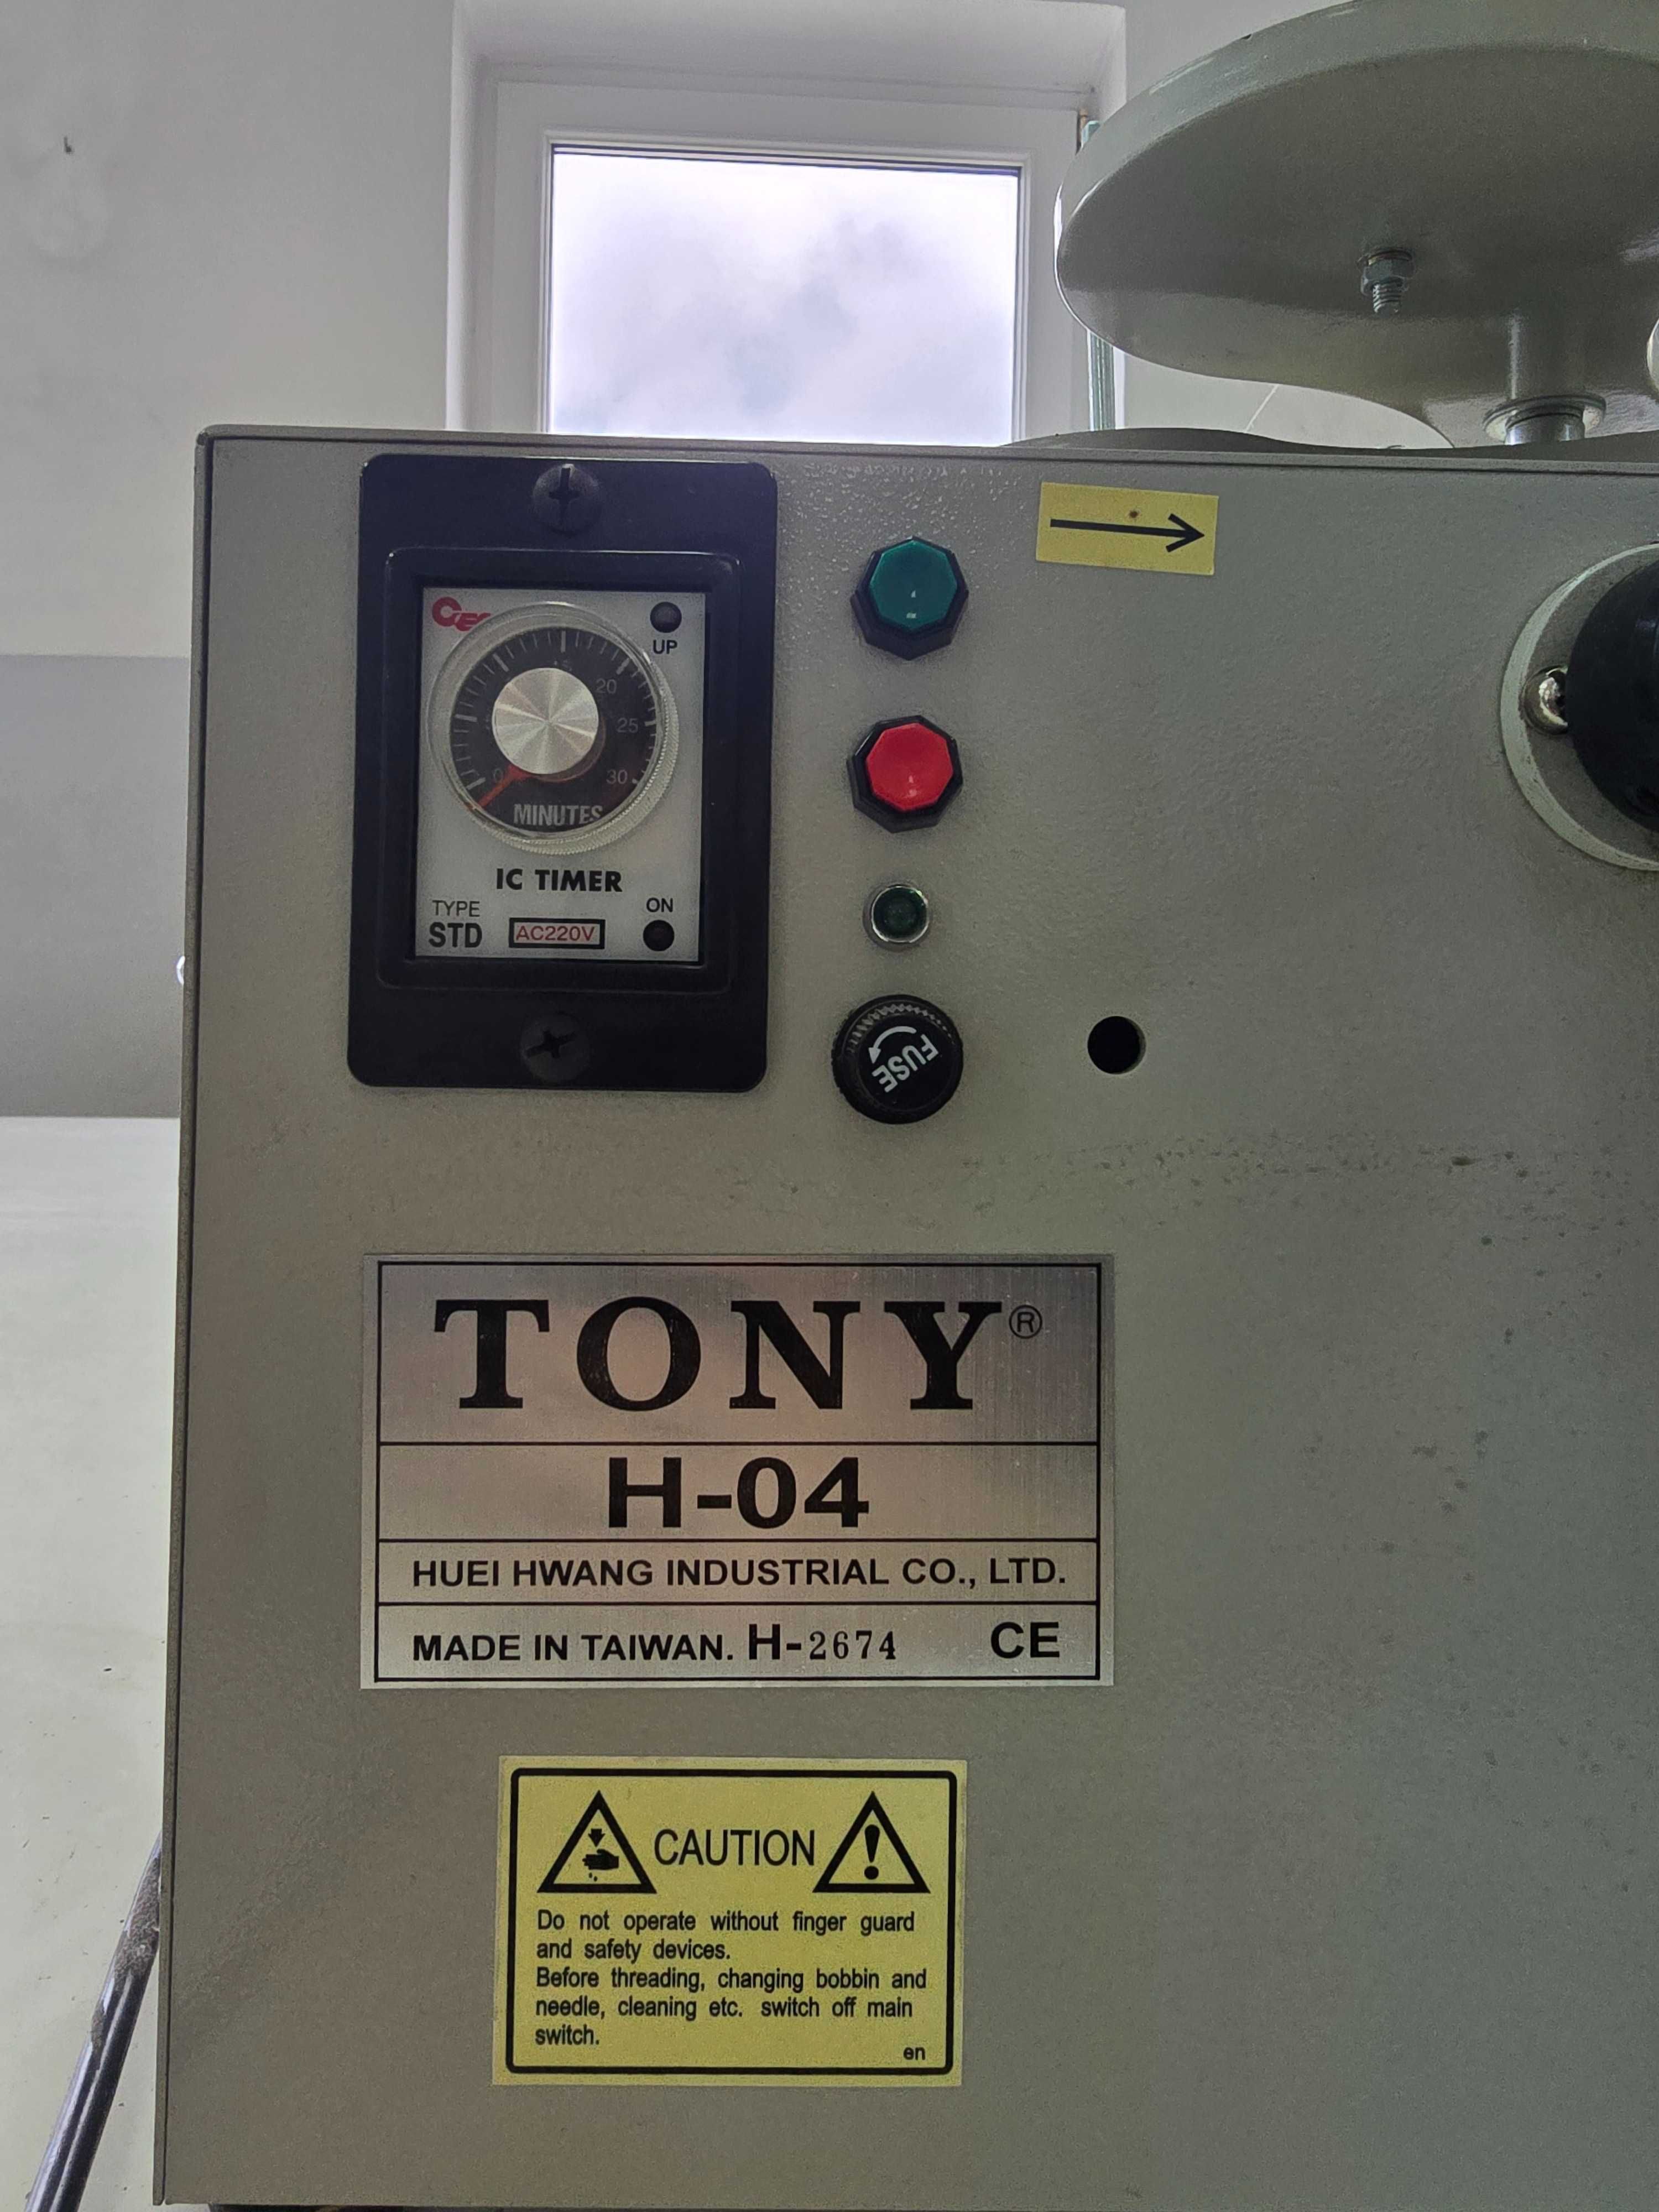 UP
20
25
0
30
MINUTES
IC TIMER
TYPE
STD
AC220V
ON
FUSE
TONY®
H-04
HUEI HWANG INDUSTRIAL CO., LTD.
MADE IN TAIWAN. H-2674 CE
CAUTION
Do not operate without finger guard
and safety devices.
Before threading, changing bobbin and
needle, cleaning etc. switch off main
switch.
en